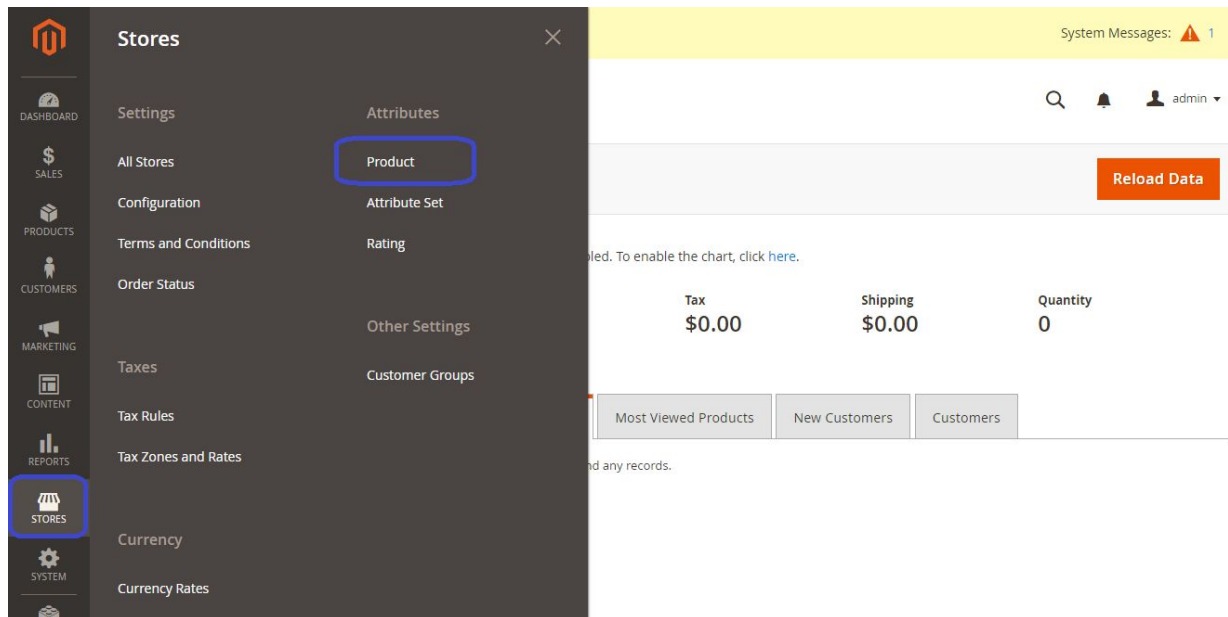 Stores
System Messages: 1
DASHBOARD
SALES
PRODUCTS
CUSTOMERS
MARKETING
CONTENT
REPORTS
STORES
SYSTEM
Settings
All Stores
Configuration
Terms and Conditions
Order Status
Taxes
Tax Rules
Tax Zones and Rates
Currency
Currency Rates
Attributes
Product
Attribute Set
Rating
Other Settings
Customer Groups
admin
Reload Data
To enable the chart, click here.
Tax Shipping Quantity
$0.00 $0.00 0
Most Viewed Products New Customers Customers
any records.